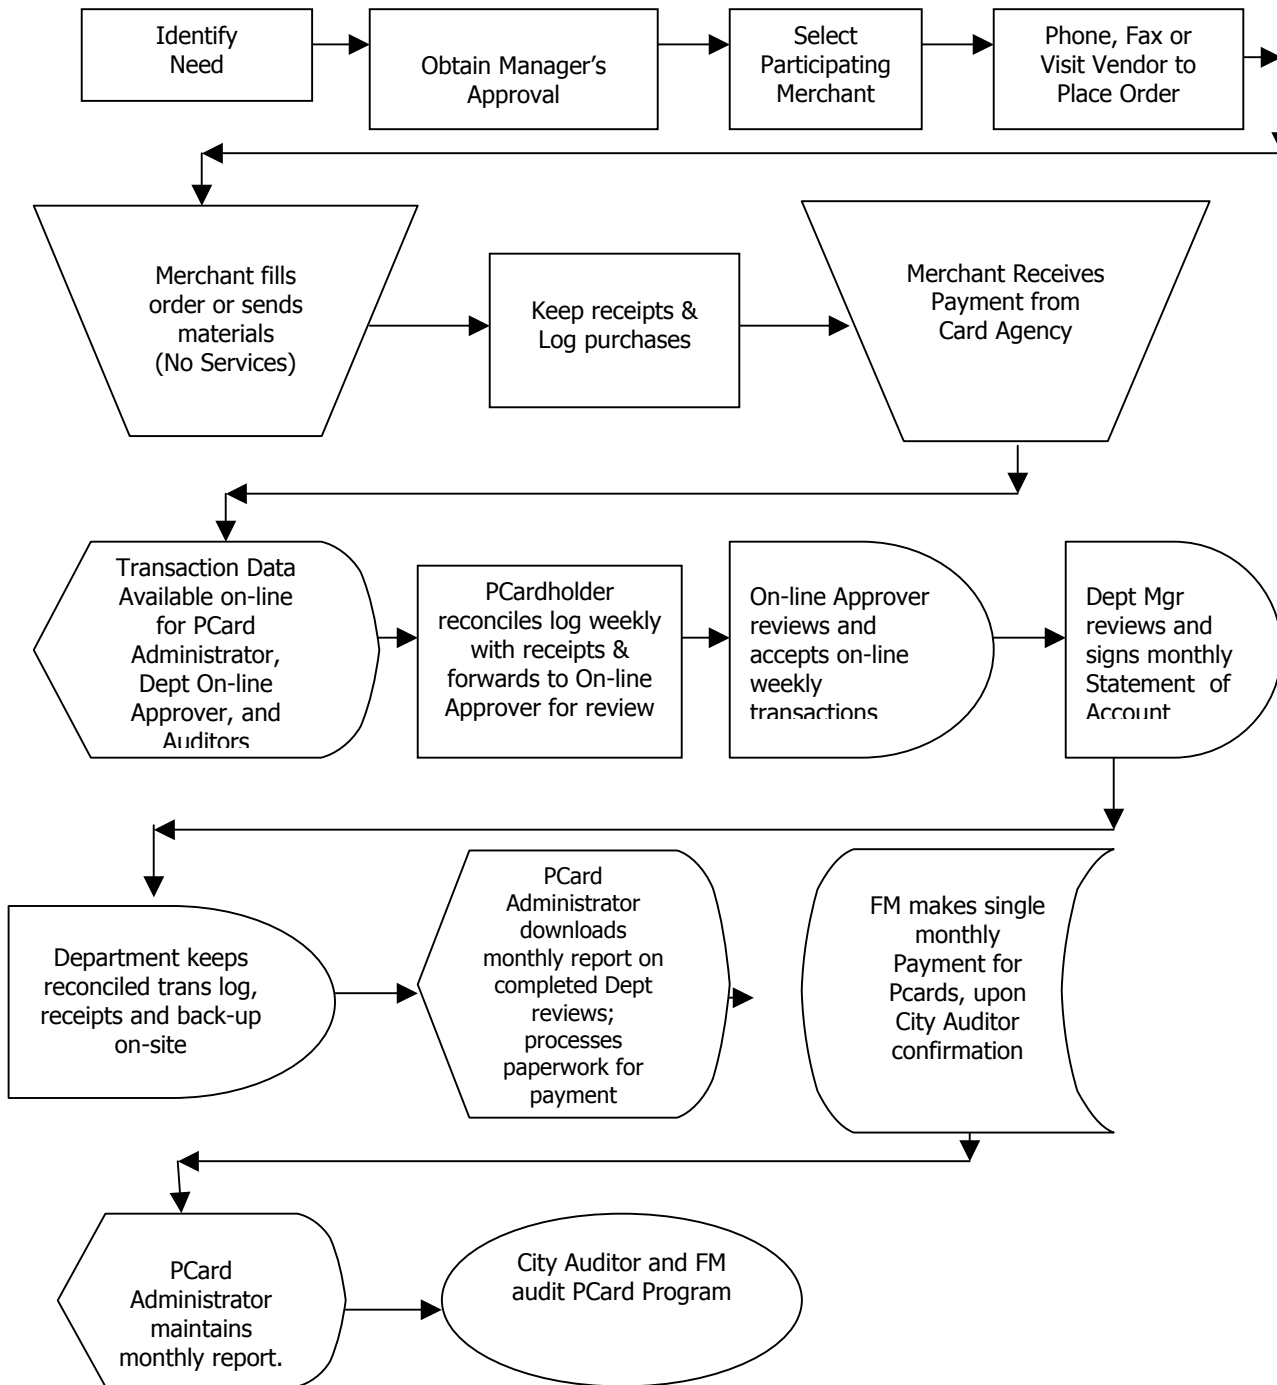 Identify
Need
Obtain Manager’s
Approval
Select
Participating
Merchant
Phone, Fax or
Visit Vendor to
Place Order
Merchant fills
order or sends
materials
(No Services)
Keep receipts &
Log purchases
Merchant Receives
Payment from
Card Agency
Transaction Data
Available on-line
for PCard
Administrator,
Dept On-line
Approver, and
Auditors
PCardholder
reconciles log weekly
with receipts &
forwards to On-line
Approver for review
On-line Approver
reviews and
accepts on-line
weekly
transactions
Dept Mgr
reviews and
signs monthly
Statement of
Account
Department keeps
reconciled trans log,
receipts and back-up
on-site
PCard
Administrator
downloads
monthly report on
completed Dept
reviews;
processes
paperwork for
payment
FM makes single
monthly
Payment for
Pcards, upon
City Auditor
confirmation
PCard
Administrator
maintains
monthly report.
City Auditor and FM
audit PCard Program